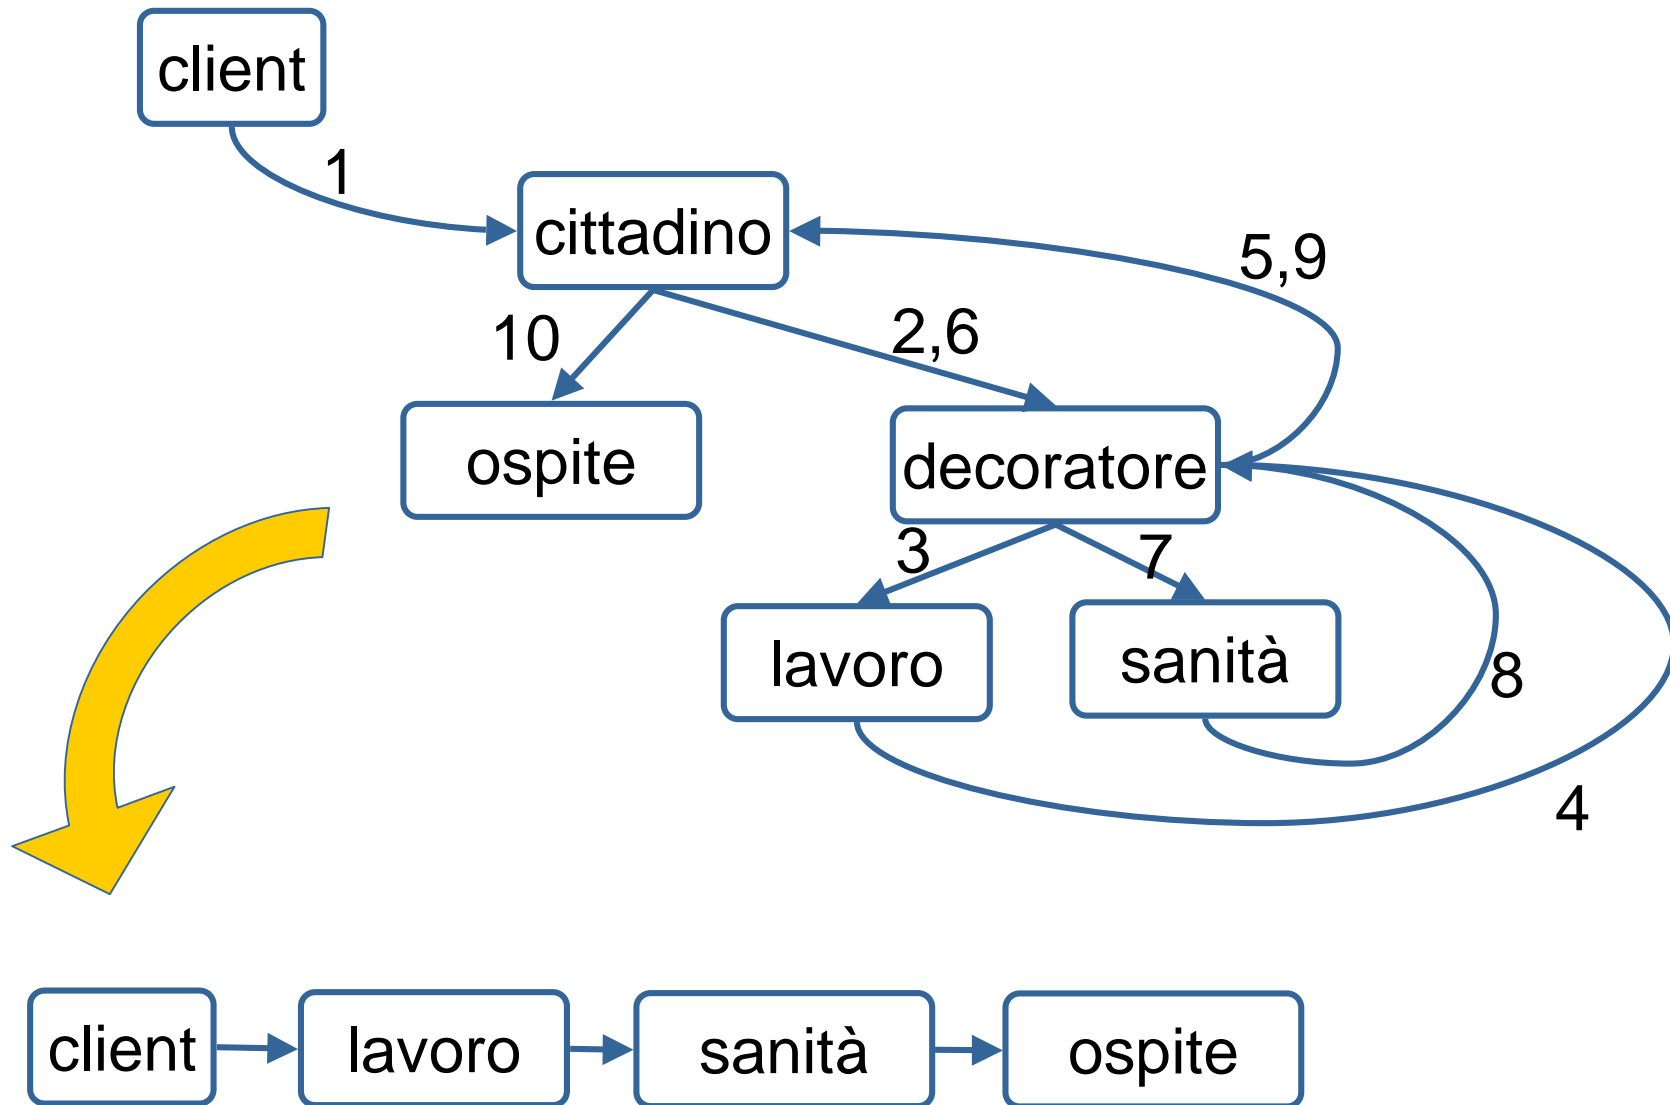 client
1
cittadino
5,9
10
2,6
ospite
decoratore
3
7
lavoro
sanità
8
4
client
lavoro
sanità
ospite